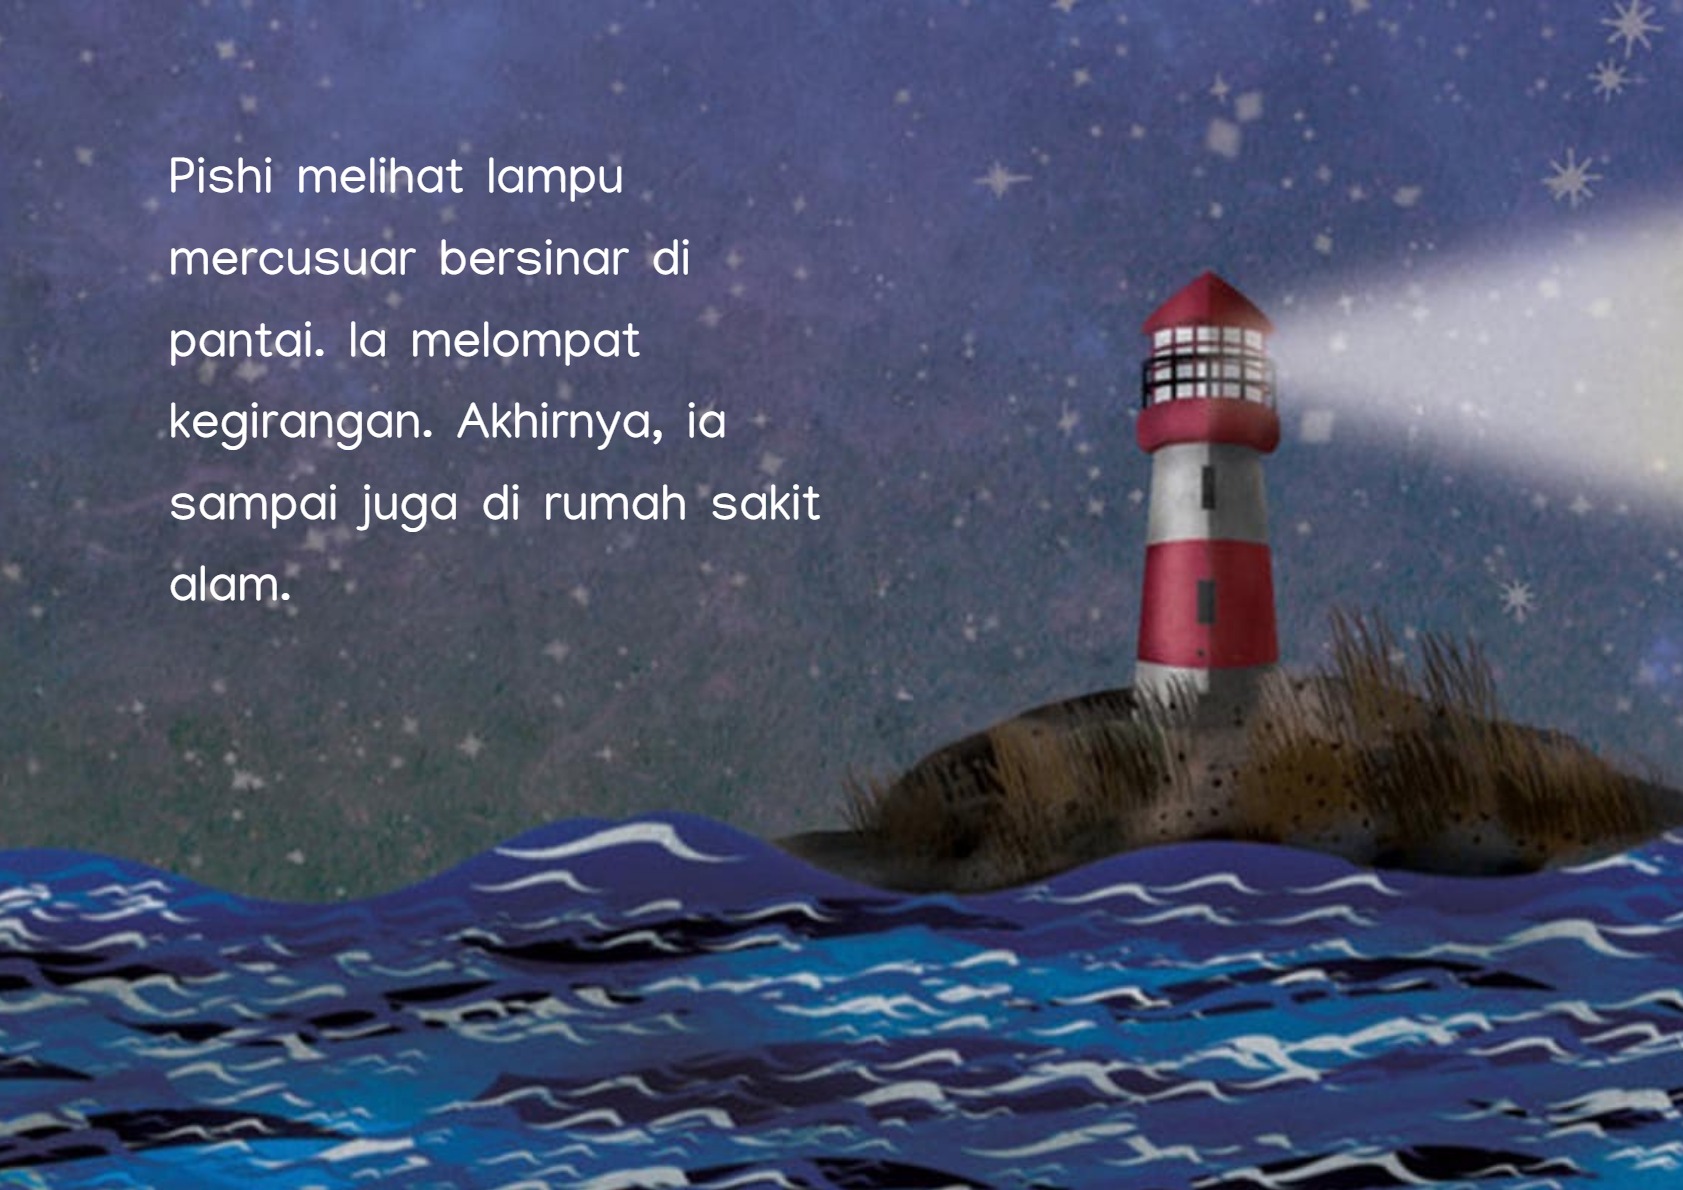 Pishi melihat lampu
mercusuar bersinar di
pantai. Ia melompat
kegirangan. Akhirnya, ia
sampai juga di rumah sakit
alam.